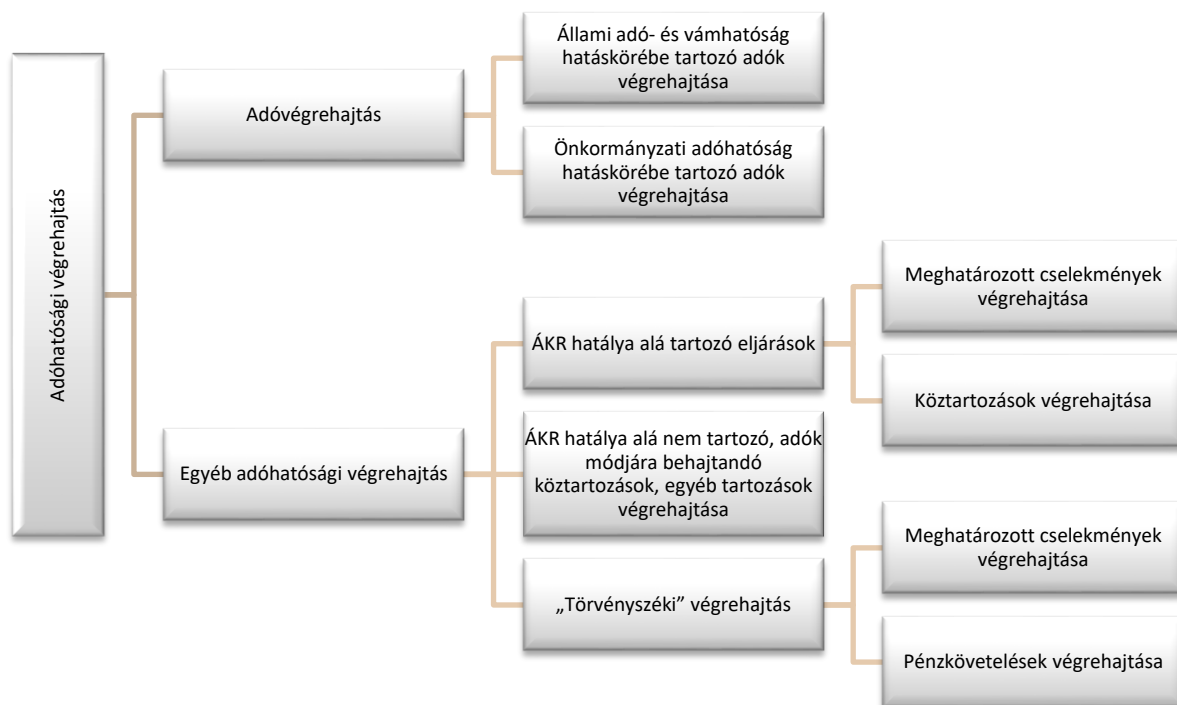 Adóhatósági végrehajtás
Adóvégrehajtás
Állami adó- és vámhatóság
hatáskörébe tartozó adók
végrehajtása
Önkormányzati adóhatóság
hatáskörébe tartozó adók
végrehajtása
Egyéb adóhatósági végrehajtás
ÁKR hatálya alá tartozó eljárások
Meghatározott cselekmények
végrehajtása
Köztartozások végrehajtása
ÁKR hatálya alá nem tartozó, adók
módjára behajtandó
köztartozások, egyéb tartozások
végrehajtása
„Törvényszéki” végrehajtás
Meghatározott cselekmények
végrehajtása
Pénzkövetelések végrehajtása